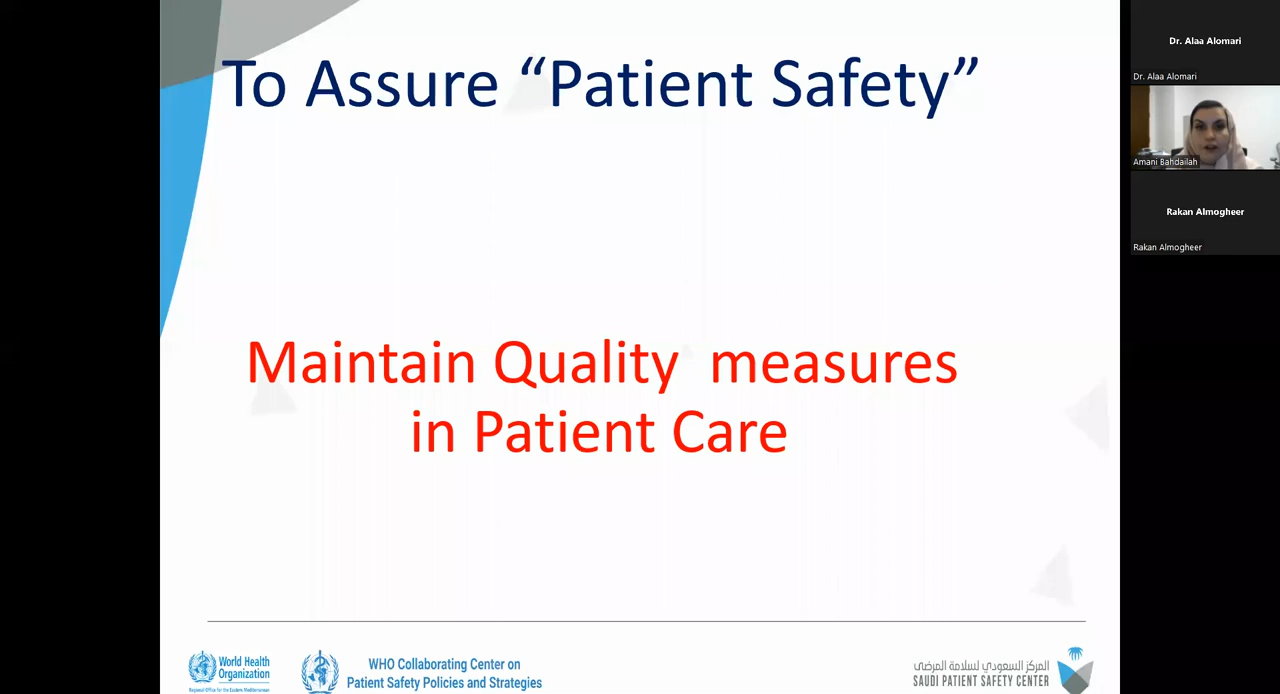 To Assure “Patient Safety”
Maintain Quality measures
in Patient Care
World Health
Organization
Regional Office for the Eastern Mediterranean
WHO Collaborating Center on
Patient Safety Policies and Strategies
المركز السعودي لسلامة المرضى
SAUDI PATIENT SAFETY CENTER
Dr. Alaa Alomari
Dr. Alaa Alomari
Amani Bahdailah
Rakan Almogheer
Rakan Almogheer